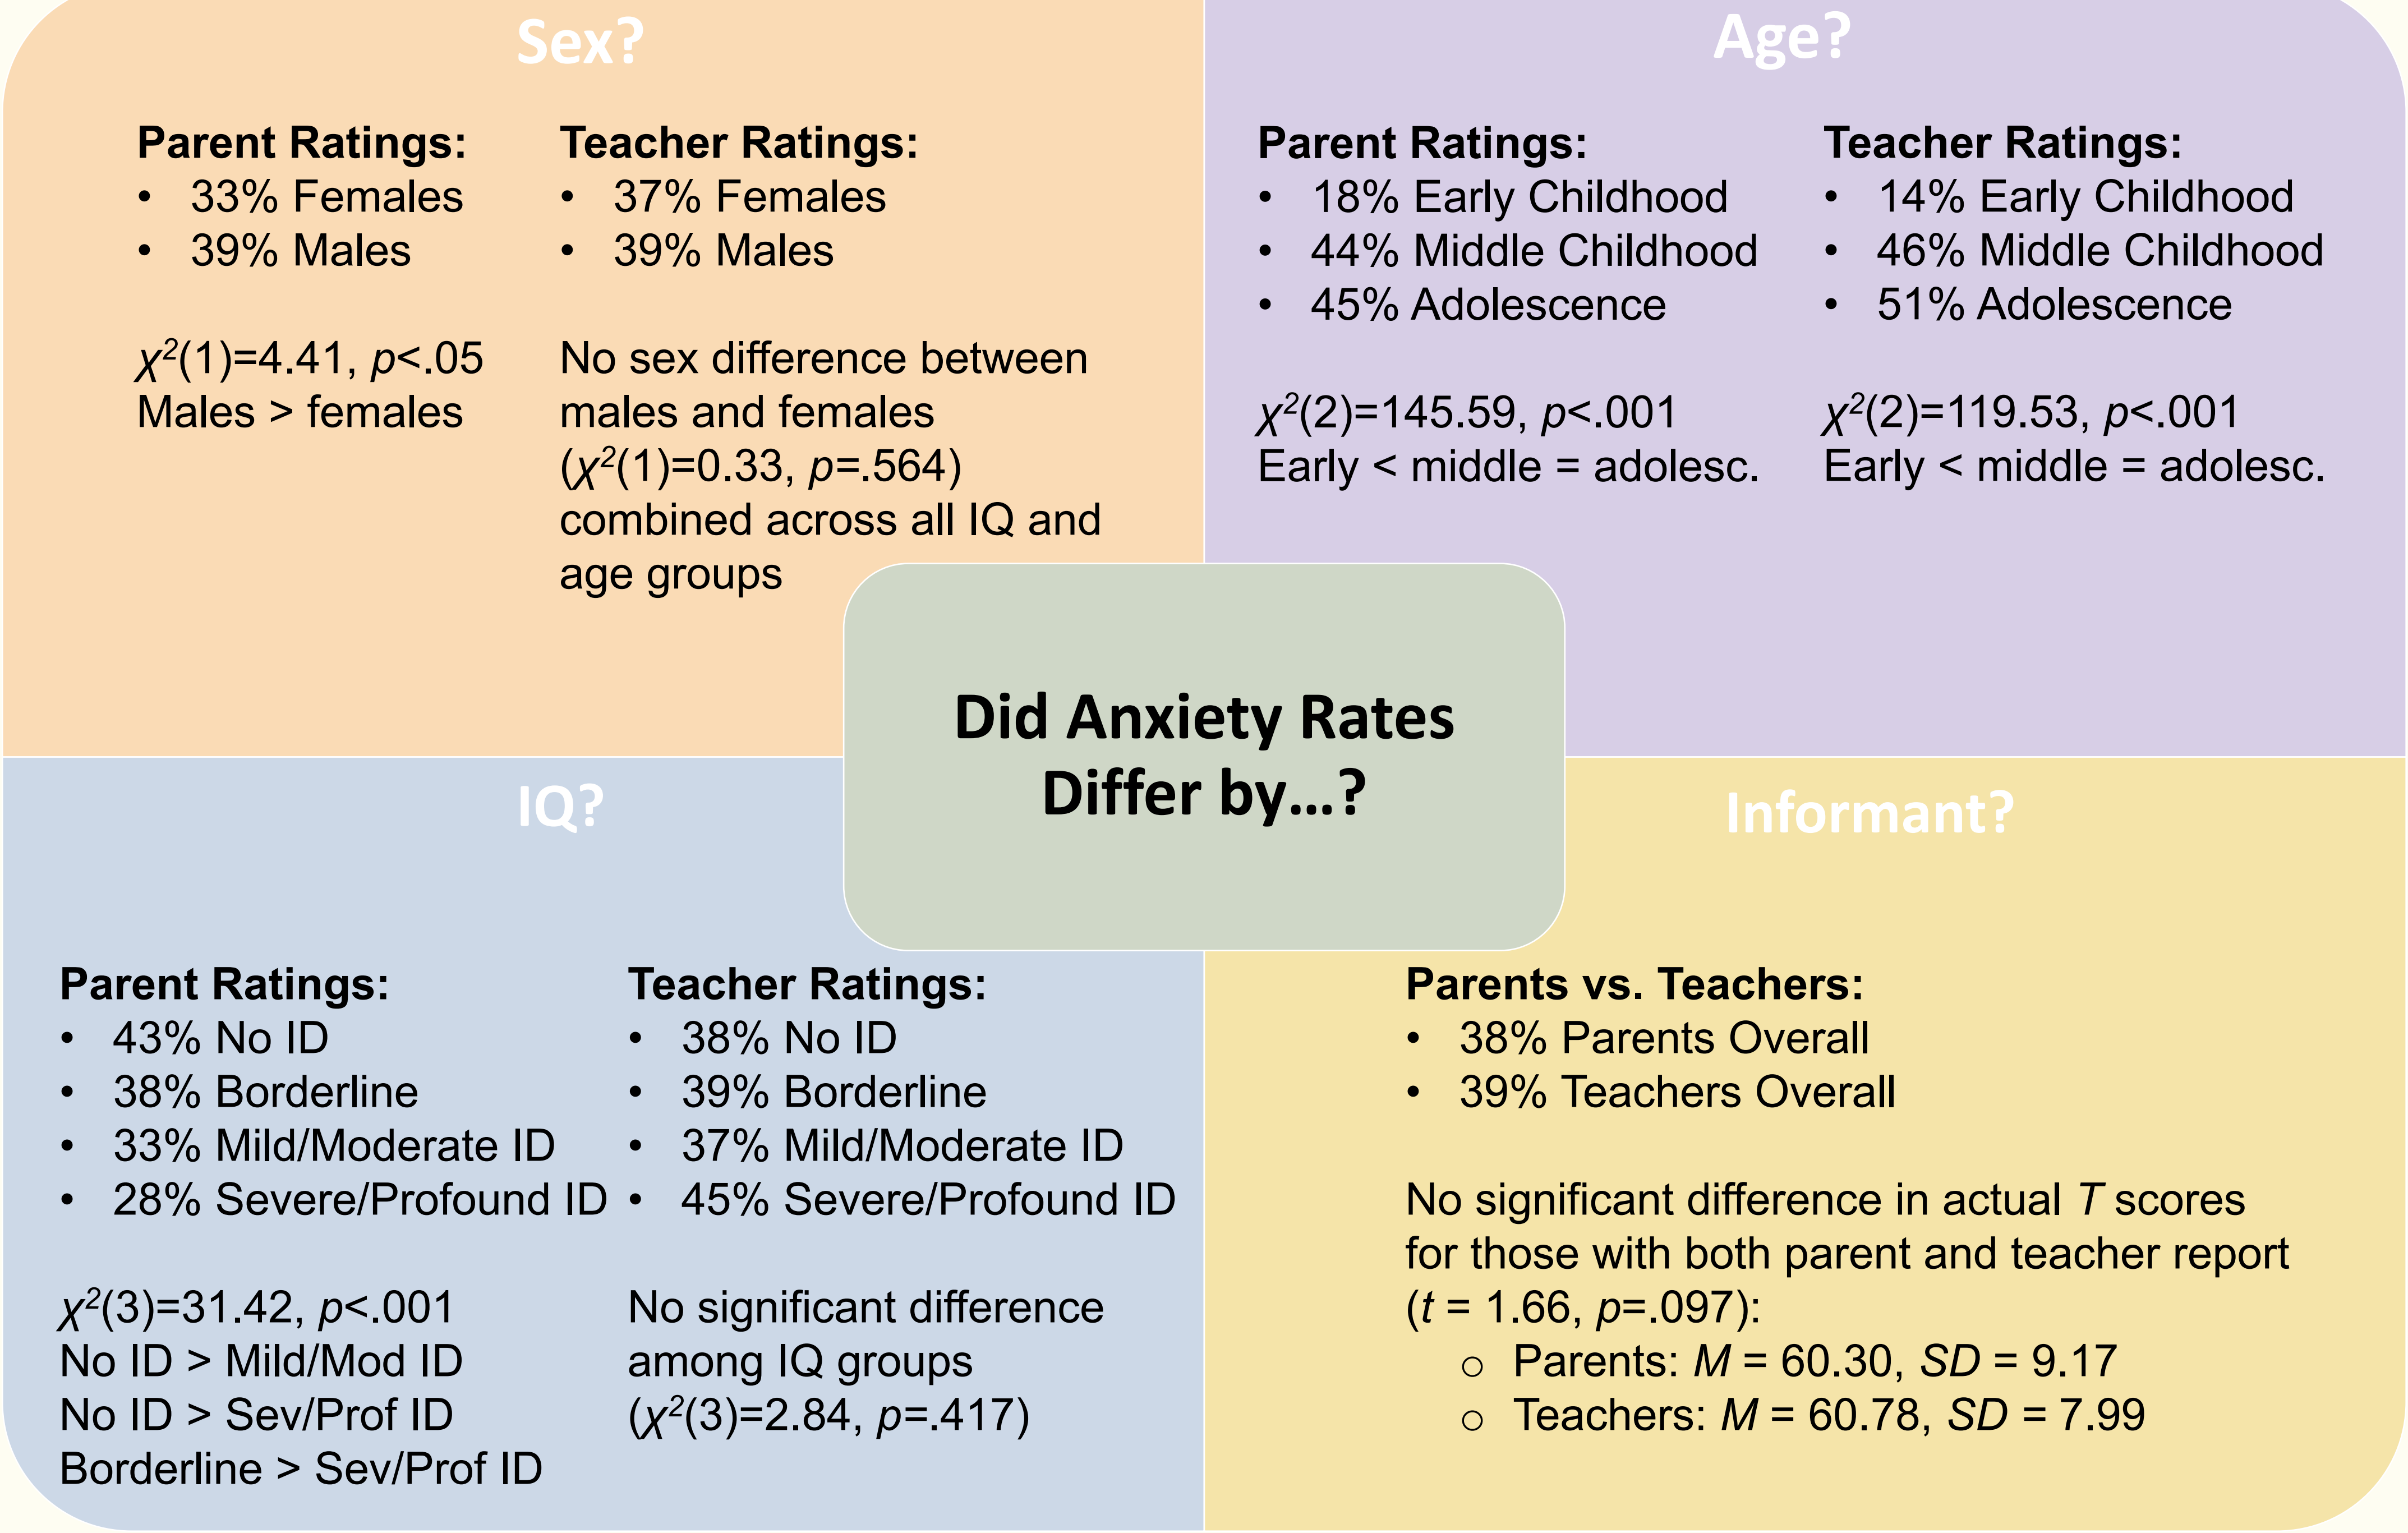 Sex?
Parent Ratings:
• 33% Females
• 39% Males
χ²(1)=4.41, p<.05
Males > females
Teacher Ratings:
• 37% Females
• 39% Males
No sex difference between
males and females
(χ²(1)=0.33, p=.564)
combined across all IQ and
age groups
Age?
Parent Ratings:
• 18% Early Childhood
• 44% Middle Childhood
• 45% Adolescence
χ²(2)=145.59, p<.001
Early < middle = adolesc.
Teacher Ratings:
• 14% Early Childhood
• 46% Middle Childhood
• 51% Adolescence
χ²(2)=119.53, p<.001
Early < middle = adolesc.
Did Anxiety Rates
Differ by…?
IQ?
Parent Ratings:
• 43% No ID
• 38% Borderline
• 33% Mild/Moderate ID
• 28% Severe/Profound ID
χ²(3)=31.42, p<.001
No ID > Mild/Mod ID
No ID > Sev/Prof ID
Borderline > Sev/Prof ID
Teacher Ratings:
• 38% No ID
• 39% Borderline
• 37% Mild/Moderate ID
• 45% Severe/Profound ID
No significant difference
among IQ groups
(χ²(3)=2.84, p=.417)
Informant?
Parents vs. Teachers:
• 38% Parents Overall
• 39% Teachers Overall
No significant difference in actual T scores
for those with both parent and teacher report
(t = 1.66, p=.097):
○ Parents: M = 60.30, SD = 9.17
○ Teachers: M = 60.78, SD = 7.99